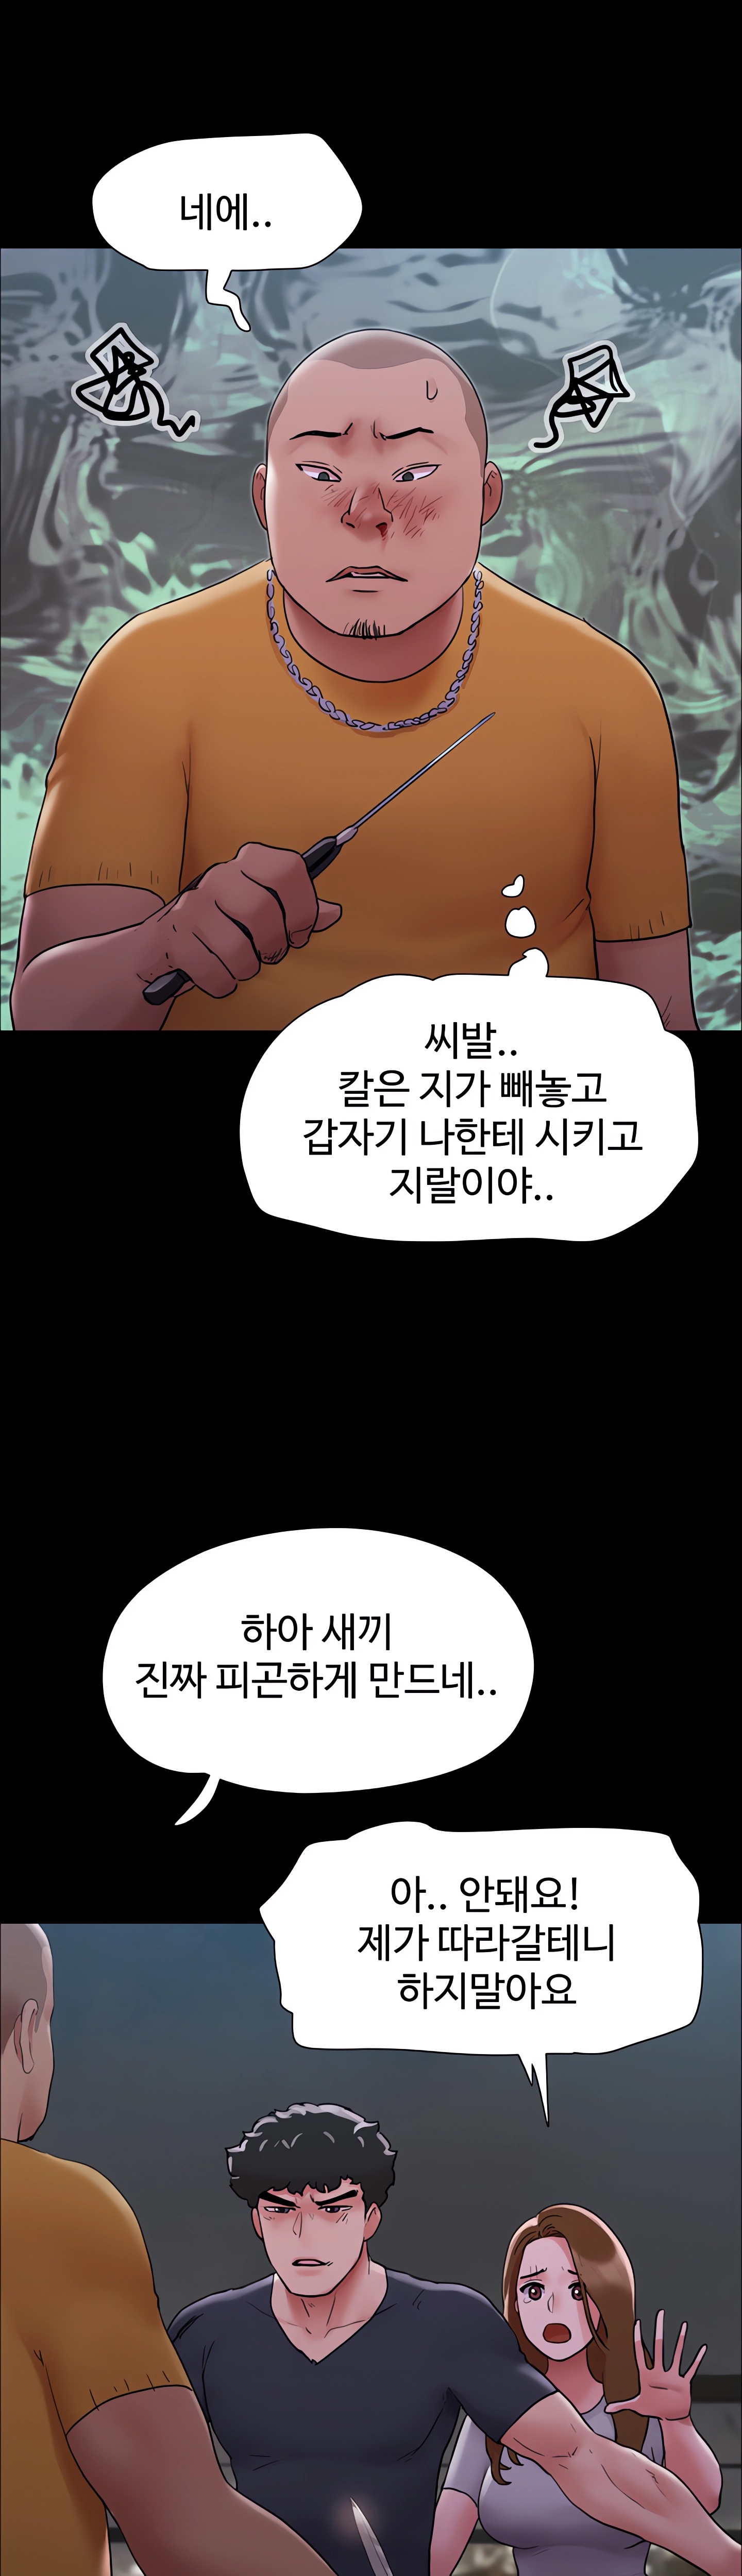 네에..
씨발..
칼은 지가 빼놓고
갑자기 나한테 시키고
지랄이야..
하아 새끼
진짜 피곤하게 만드네..
아.. 안돼요!
제가 따라갈테니
하지말아요